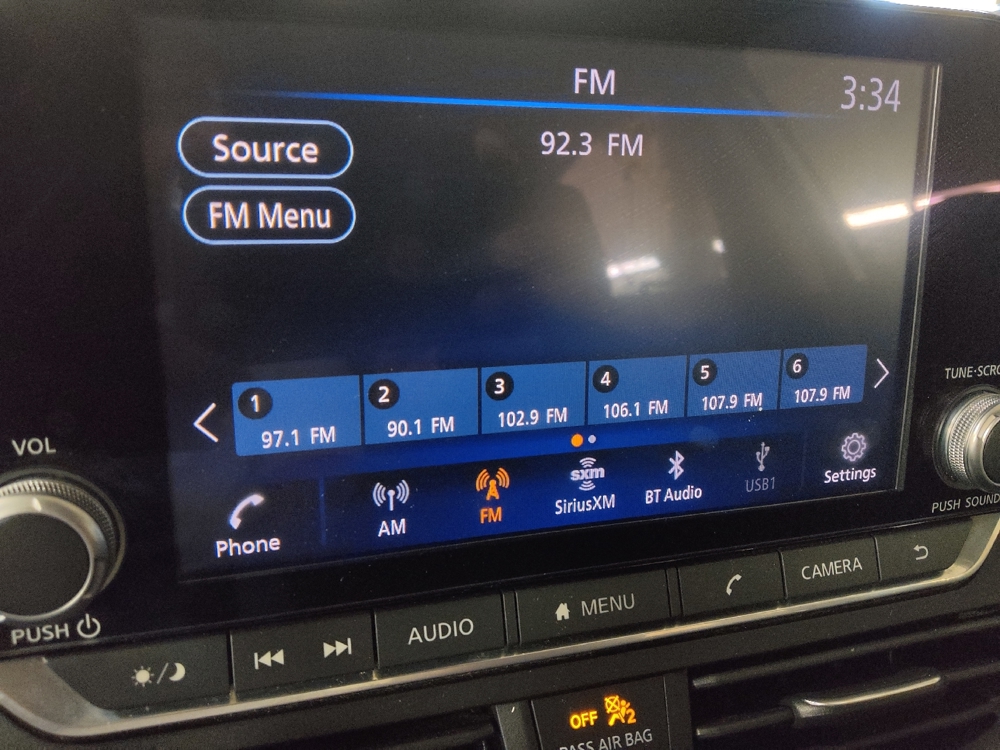 FM
3:34
Source
92.3 FM
FM Menu
1
97.1 FM
2
90.1 FM
3
102.9 FM
4
106.1 FM
5
107.9 FM
6
107.9 FM
TUNE·SCRO
VOL
Phone
AM
FM
sxm
SiriusXM
BT Audio
USB1
Settings
PUSH SOUND
PUSH
AUDIO
MENU
CAMERA
OFF 2
PASS AIR BAG